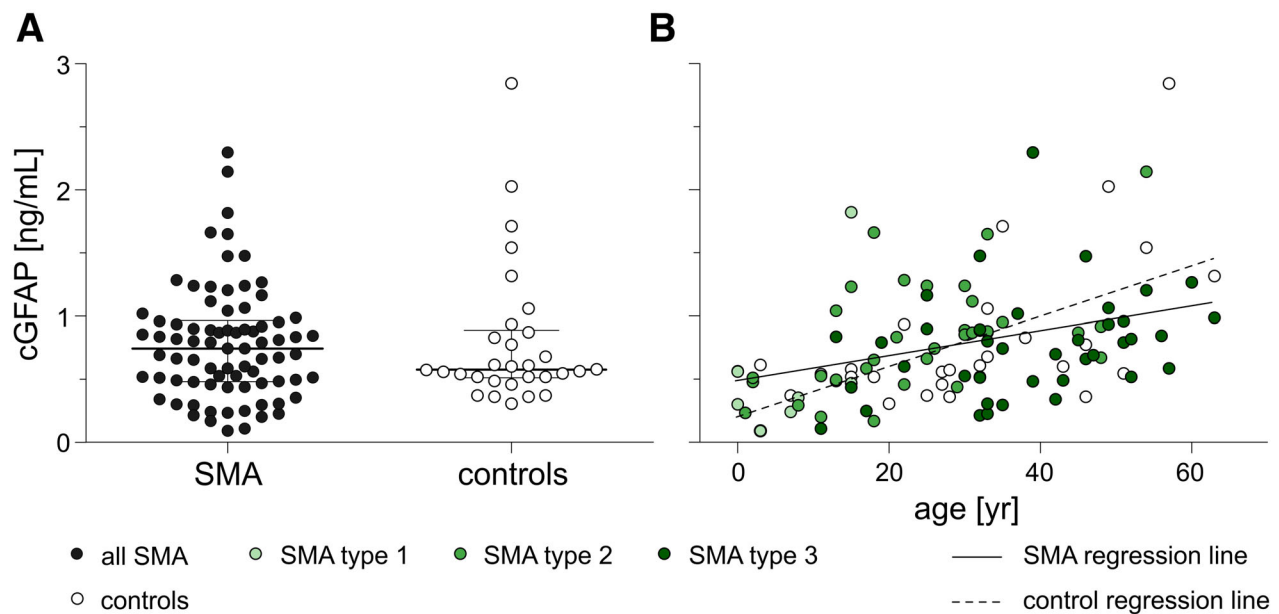 A
B
3
2
1
0
cGFAP [ng/mL]
SMA
controls
0
20
40
60
age [yr]
all SMA
SMA type 1
SMA type 2
SMA type 3
SMA regression line
controls
control regression line